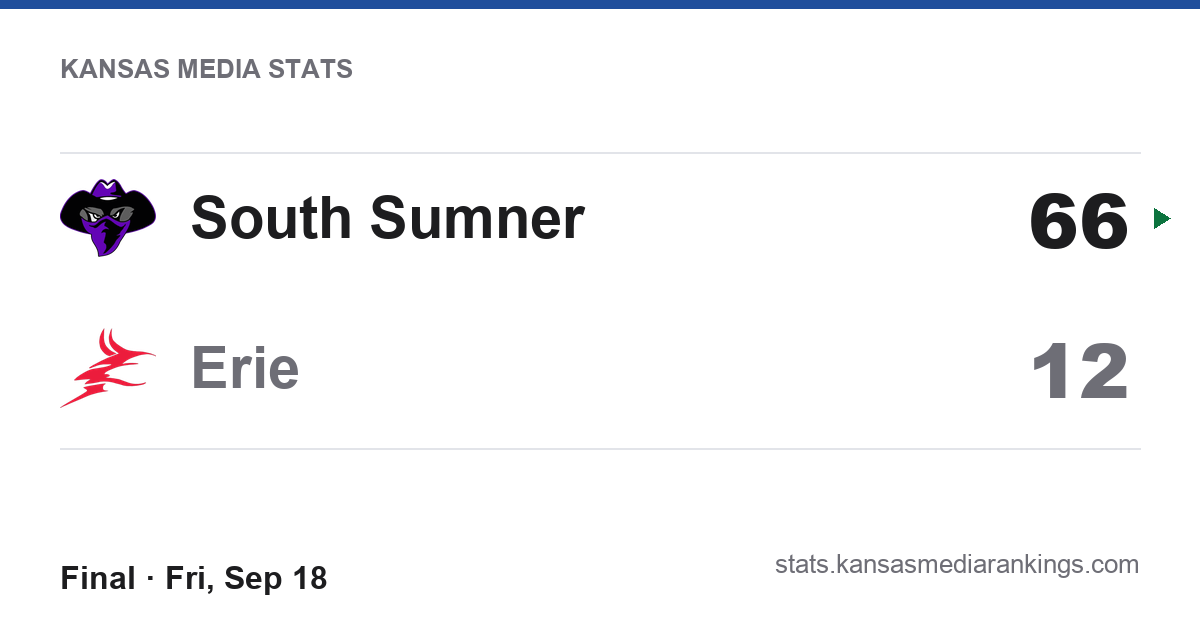 KANSAS MEDIA STATS
South Sumner 66
Erie 12
Final · Fri, Sep 18
stats.kansasmediarankings.com